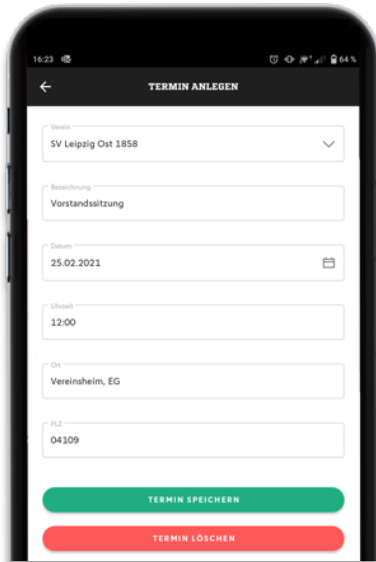 16:23 64 %
TERMIN ANLEGEN
Verein
SV Leipzig Ost 1858
Bezeichnung
Vorstandssitzung
Datum
25.02.2021
Uhrzeit
12:00
Ort
Vereinsheim, EG
PLZ
04109
TERMIN SPEICHERN
TERMIN LÖSCHEN